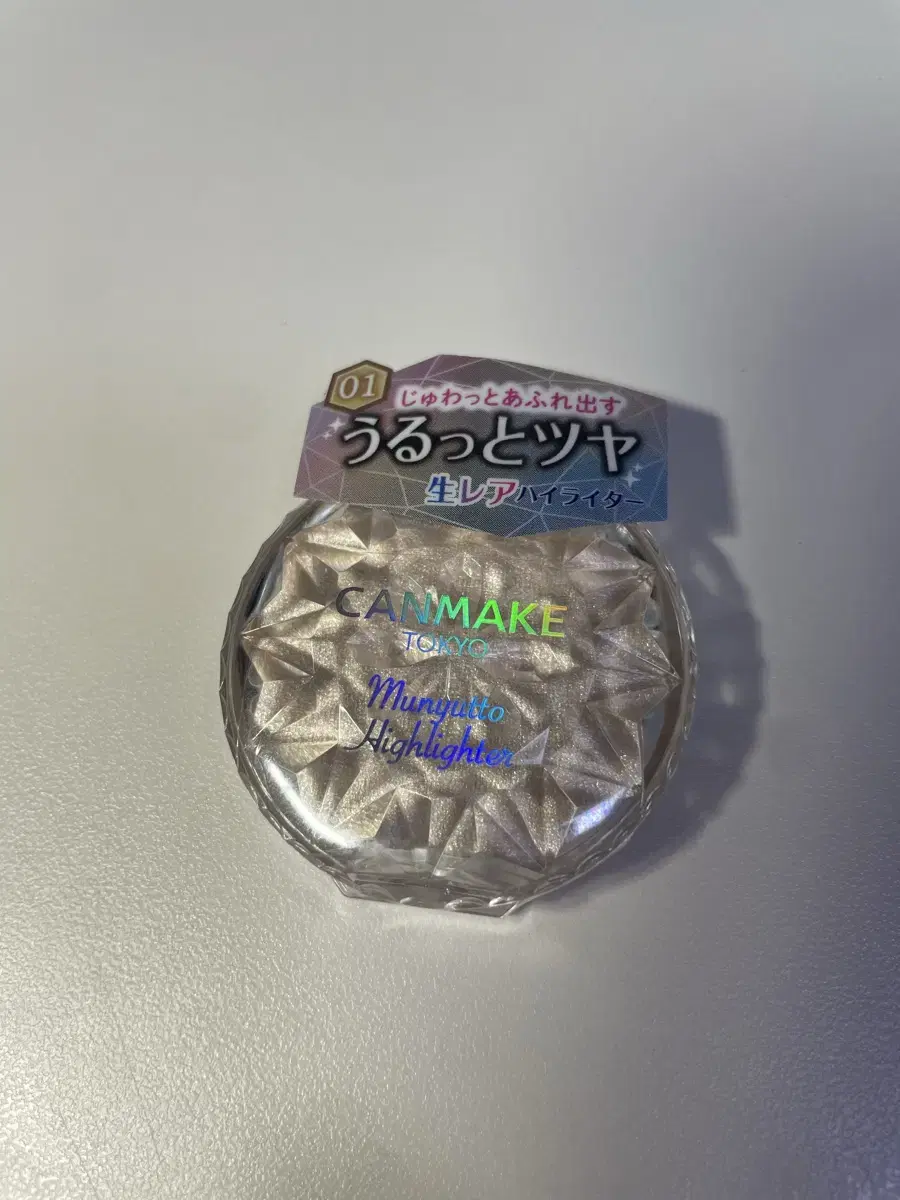 01
じゅわっとあふれ出す
うるっとツヤ
生レアハイライター
CANMAKE
TOKYO
Munyutto
Highlighter